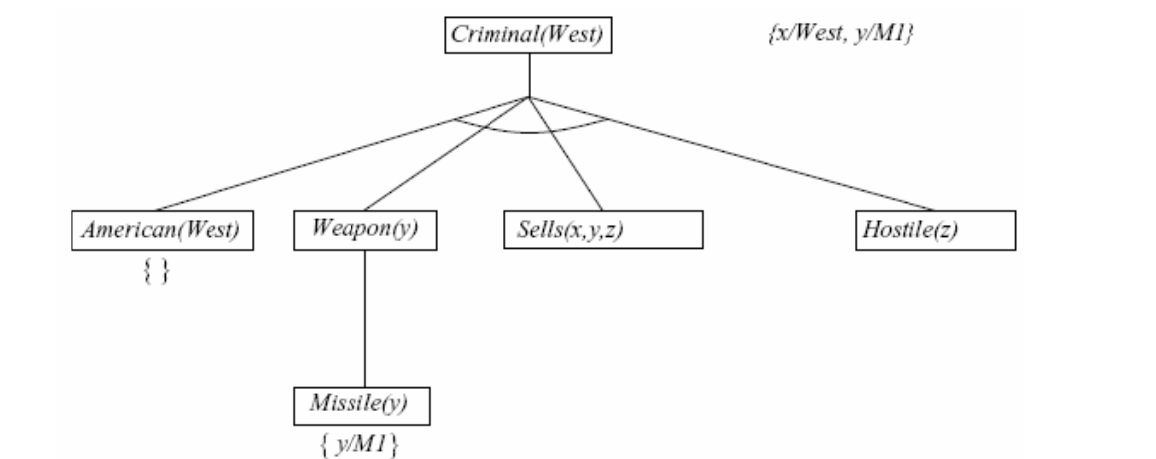 Criminal(West)
{x/West, y/M1}
American(West)
Weapon(y)
Sells(x,y,z)
Hostile(z)
{ }
Missile(y)
{ y/M1}